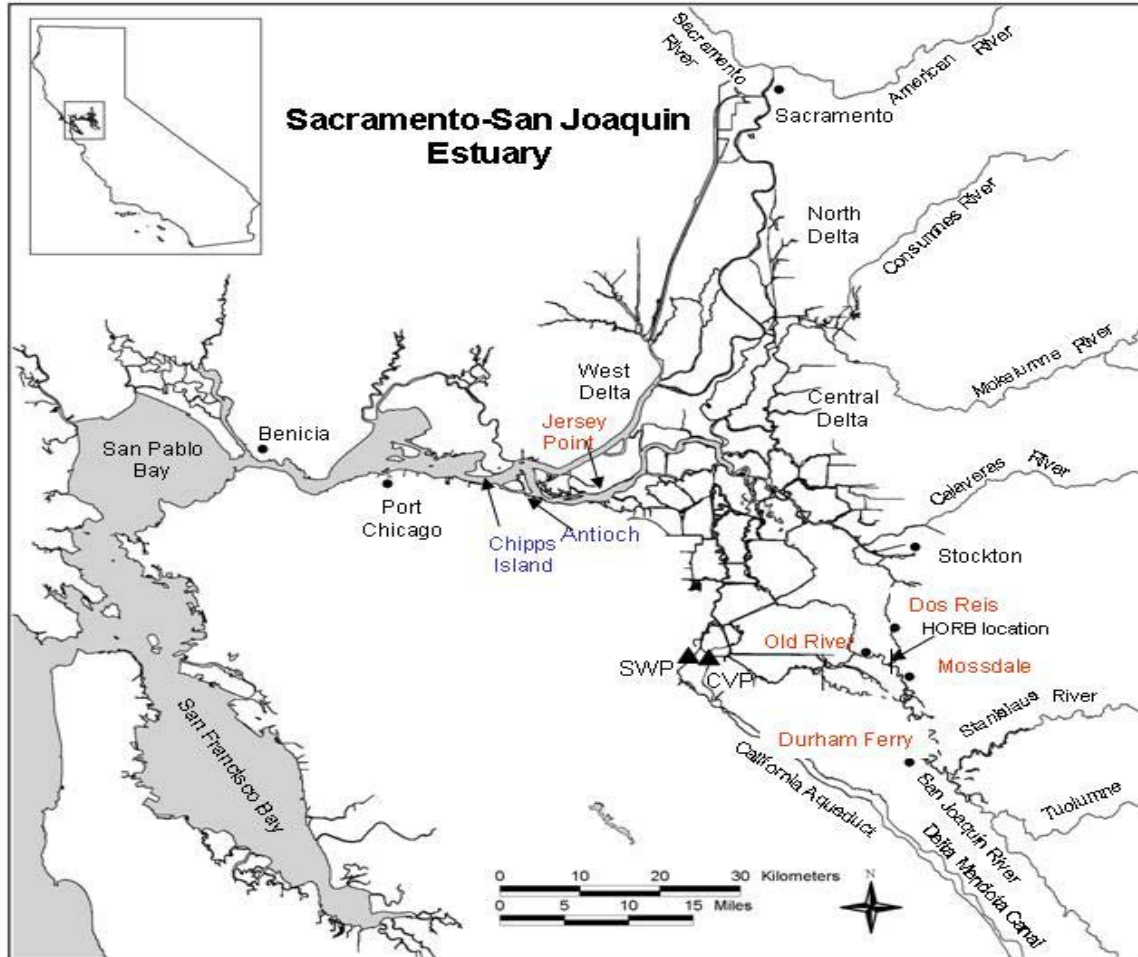 Sacramento
River
American River
Sacramento
Sacramento-San Joaquin
Estuary
North
Delta
Consumnes River
West
Delta
Mokelumne River
Central
Delta
Jersey
Point
Benicia
San Pablo
Bay
Calaveras
River
Port
Chicago
Antioch
Chipps
Island
Stockton
Dos Reis
HORB location
Old River
Mossdale
SWP
CVP
Stanislaus River
San Francisco Bay
Durham Ferry
California Aqueduct
Tuolumne
San Joaquin River
Delta Mendota Canal
0 10 20 30 Kilometers
0 5 10 15 Miles
N